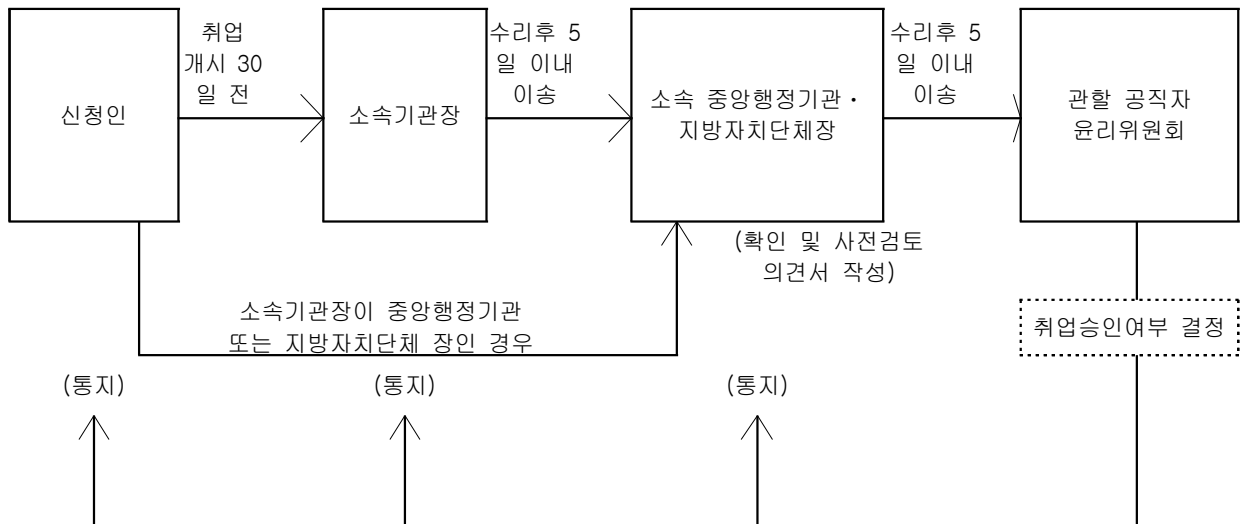 신청인
취업
개시 30
일 전
소속기관장
수리후 5
일 이내
이송
소속 중앙행정기관·
지방자치단체장
수리후 5
일 이내
이송
관할 공직자
윤리위원회
(확인 및 사전검토
의견서 작성)
소속기관장이 중앙행정기관
또는 지방자치단체 장인 경우
취업승인여부 결정
(통지)
(통지)
(통지)